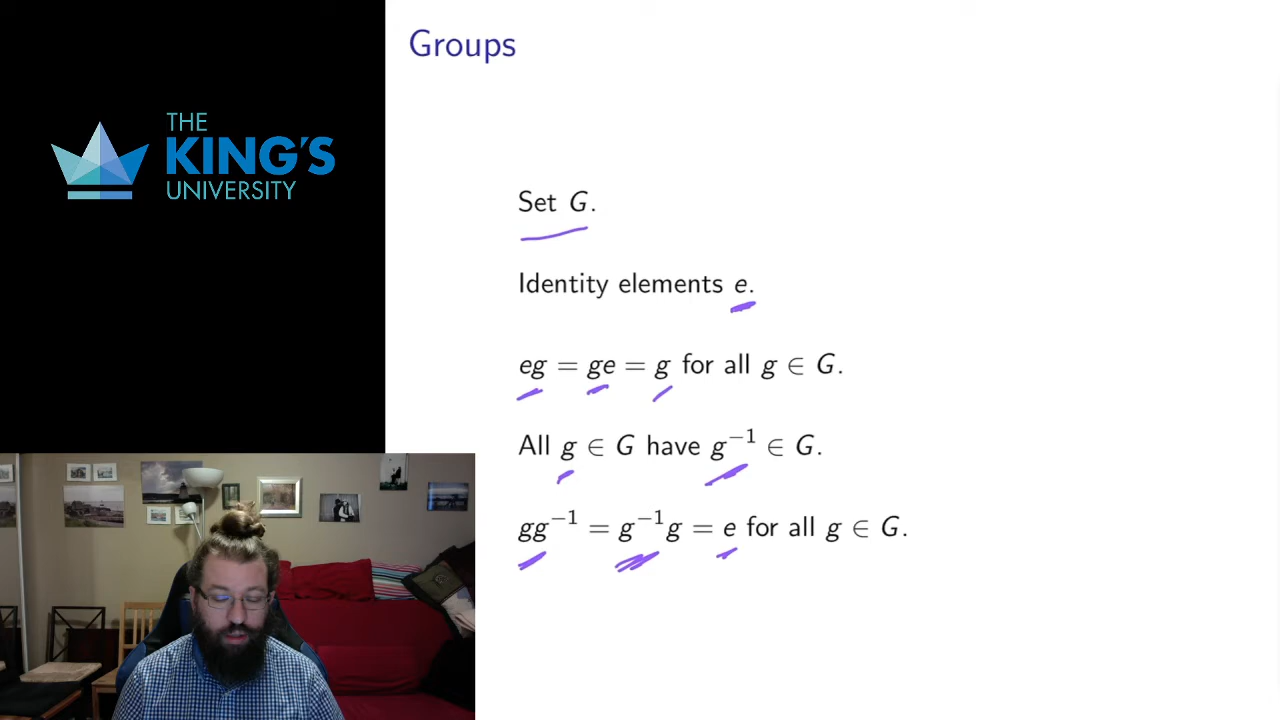 THE
KING'S
UNIVERSITY
Groups
Set G.
Identity elements e.
eg = ge = g for all g ∈ G.
All g ∈ G have g⁻¹ ∈ G.
gg⁻¹ = g⁻¹g = e for all g ∈ G.